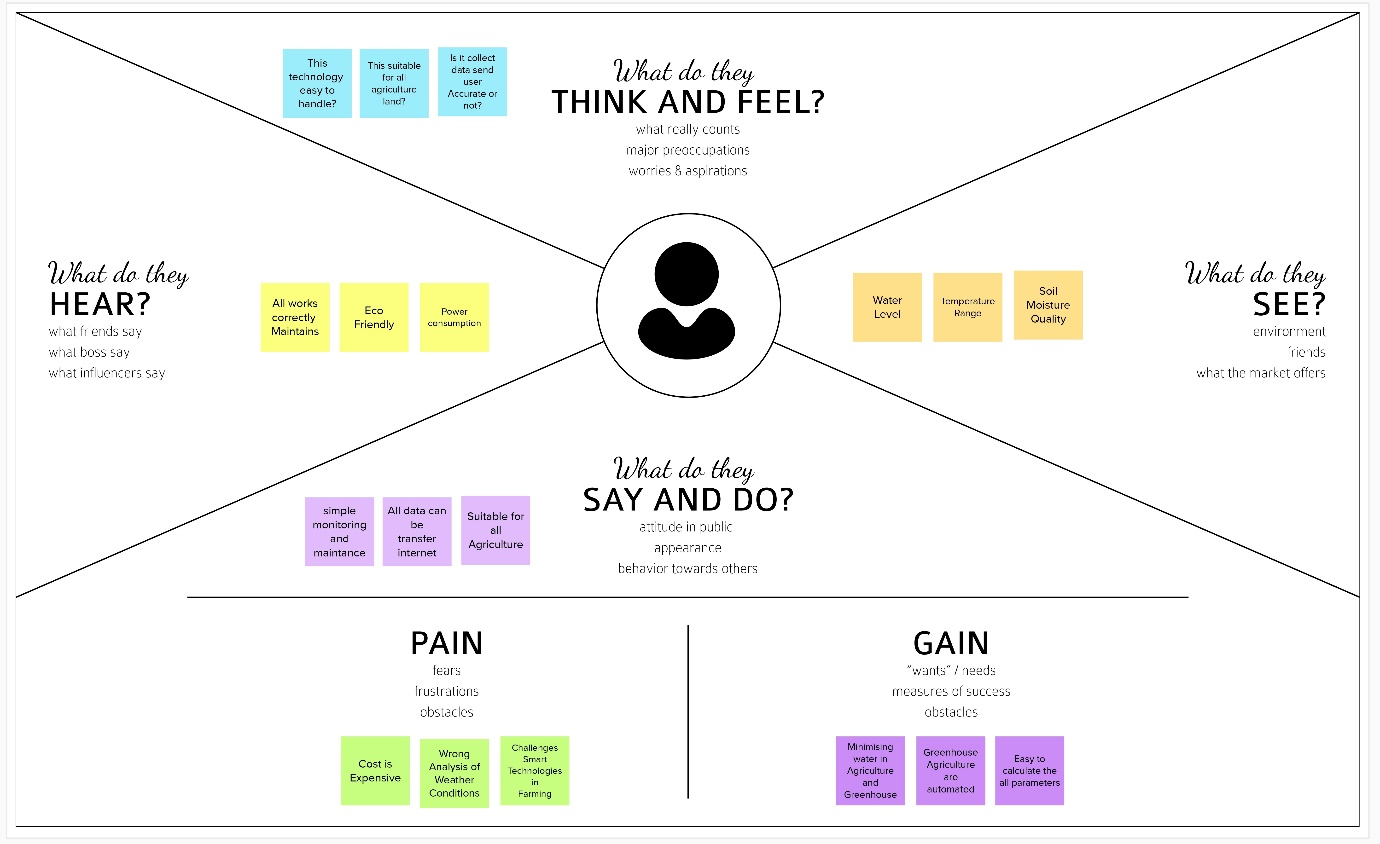 This
technology
easy to
handle?
This suitable
for all
agriculture
land?
Is it collect
data send
user
Accurate or
not?
What do they
THINK AND FEEL?
what really counts
major preoccupations
worries & aspirations
What do they
HEAR?
what friends say
what boss say
what influencers say
All works
correctly
Maintains
Eco
Friendly
Power
consumption
Water
Level
temperature
Range
Soil
Moisture
Quality
What do they
SEE?
environment
friends
what the market offers
What do they
SAY AND DO?
attitude in public
appearance
behavior towards others
simple
monitoring
and
maintance
All data can
be
transfer
internet
Suitable for
all
Agriculture
PAIN
fears
frustrations
obstacles
Cost is
Expensive
Wrong
Analysis of
Weather
Conditions
Challenges
Smart
Technologies
in
Farming
GAIN
"wants" / needs
measures of success
obstacles
Minimising
water in
Agriculture
and
Greenhouse
Greenhouse
Agriculture
are
automated
Easy to
calculate the
all parameters